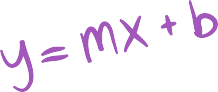 y = mx + b